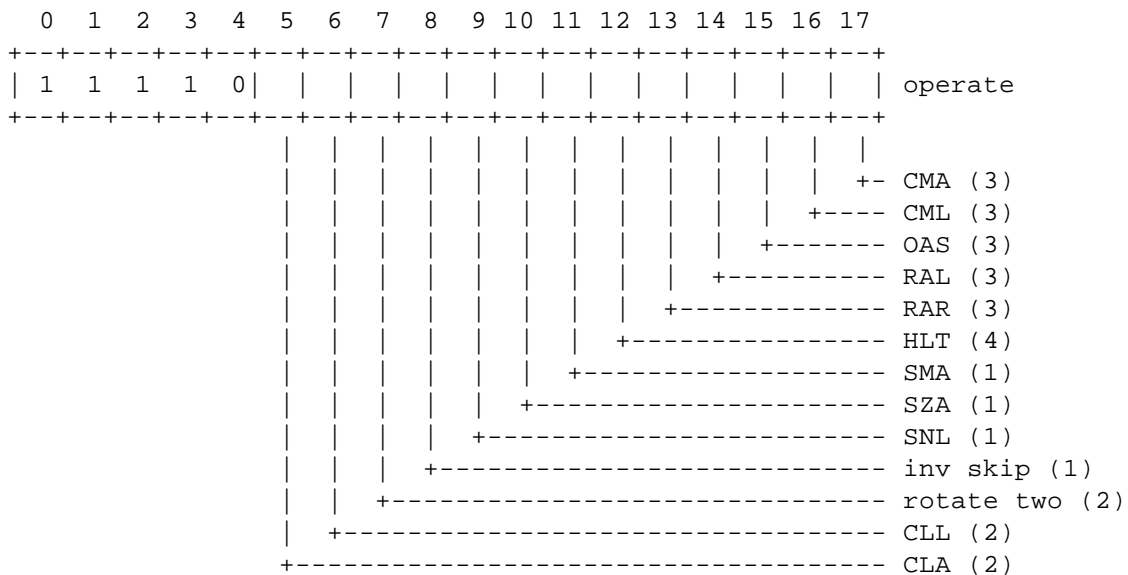 0 1 2 3 4 5 6 7 8 9 10 11 12 13 14 15 16 17
+--+--+--+--+--+--+--+--+--+--+--+--+--+--+--+--+--+--+
| 1  1  1  1  0|  |  |  |  |  |  |  |  |  |  |  |  |  | operate
+--+--+--+--+--+--+--+--+--+--+--+--+--+--+--+--+--+--+
|  |  |  |  |  |  |  |  |  |  |  |  |
|  |  |  |  |  |  |  |  |  |  |  |  +- CMA (3)
|  |  |  |  |  |  |  |  |  |  |  +---- CML (3)
|  |  |  |  |  |  |  |  |  |  +------- OAS (3)
|  |  |  |  |  |  |  |  |  +---------- RAL (3)
|  |  |  |  |  |  |  |  +------------- RAR (3)
|  |  |  |  |  |  |  +---------------- HLT (4)
|  |  |  |  |  |  +------------------- SMA (1)
|  |  |  |  |  +---------------------- SZA (1)
|  |  |  |  +------------------------- SNL (1)
|  |  |  +---------------------------- inv skip (1)
|  |  +------------------------------- rotate two (2)
|  +---------------------------------- CLL (2)
+------------------------------------- CLA (2)